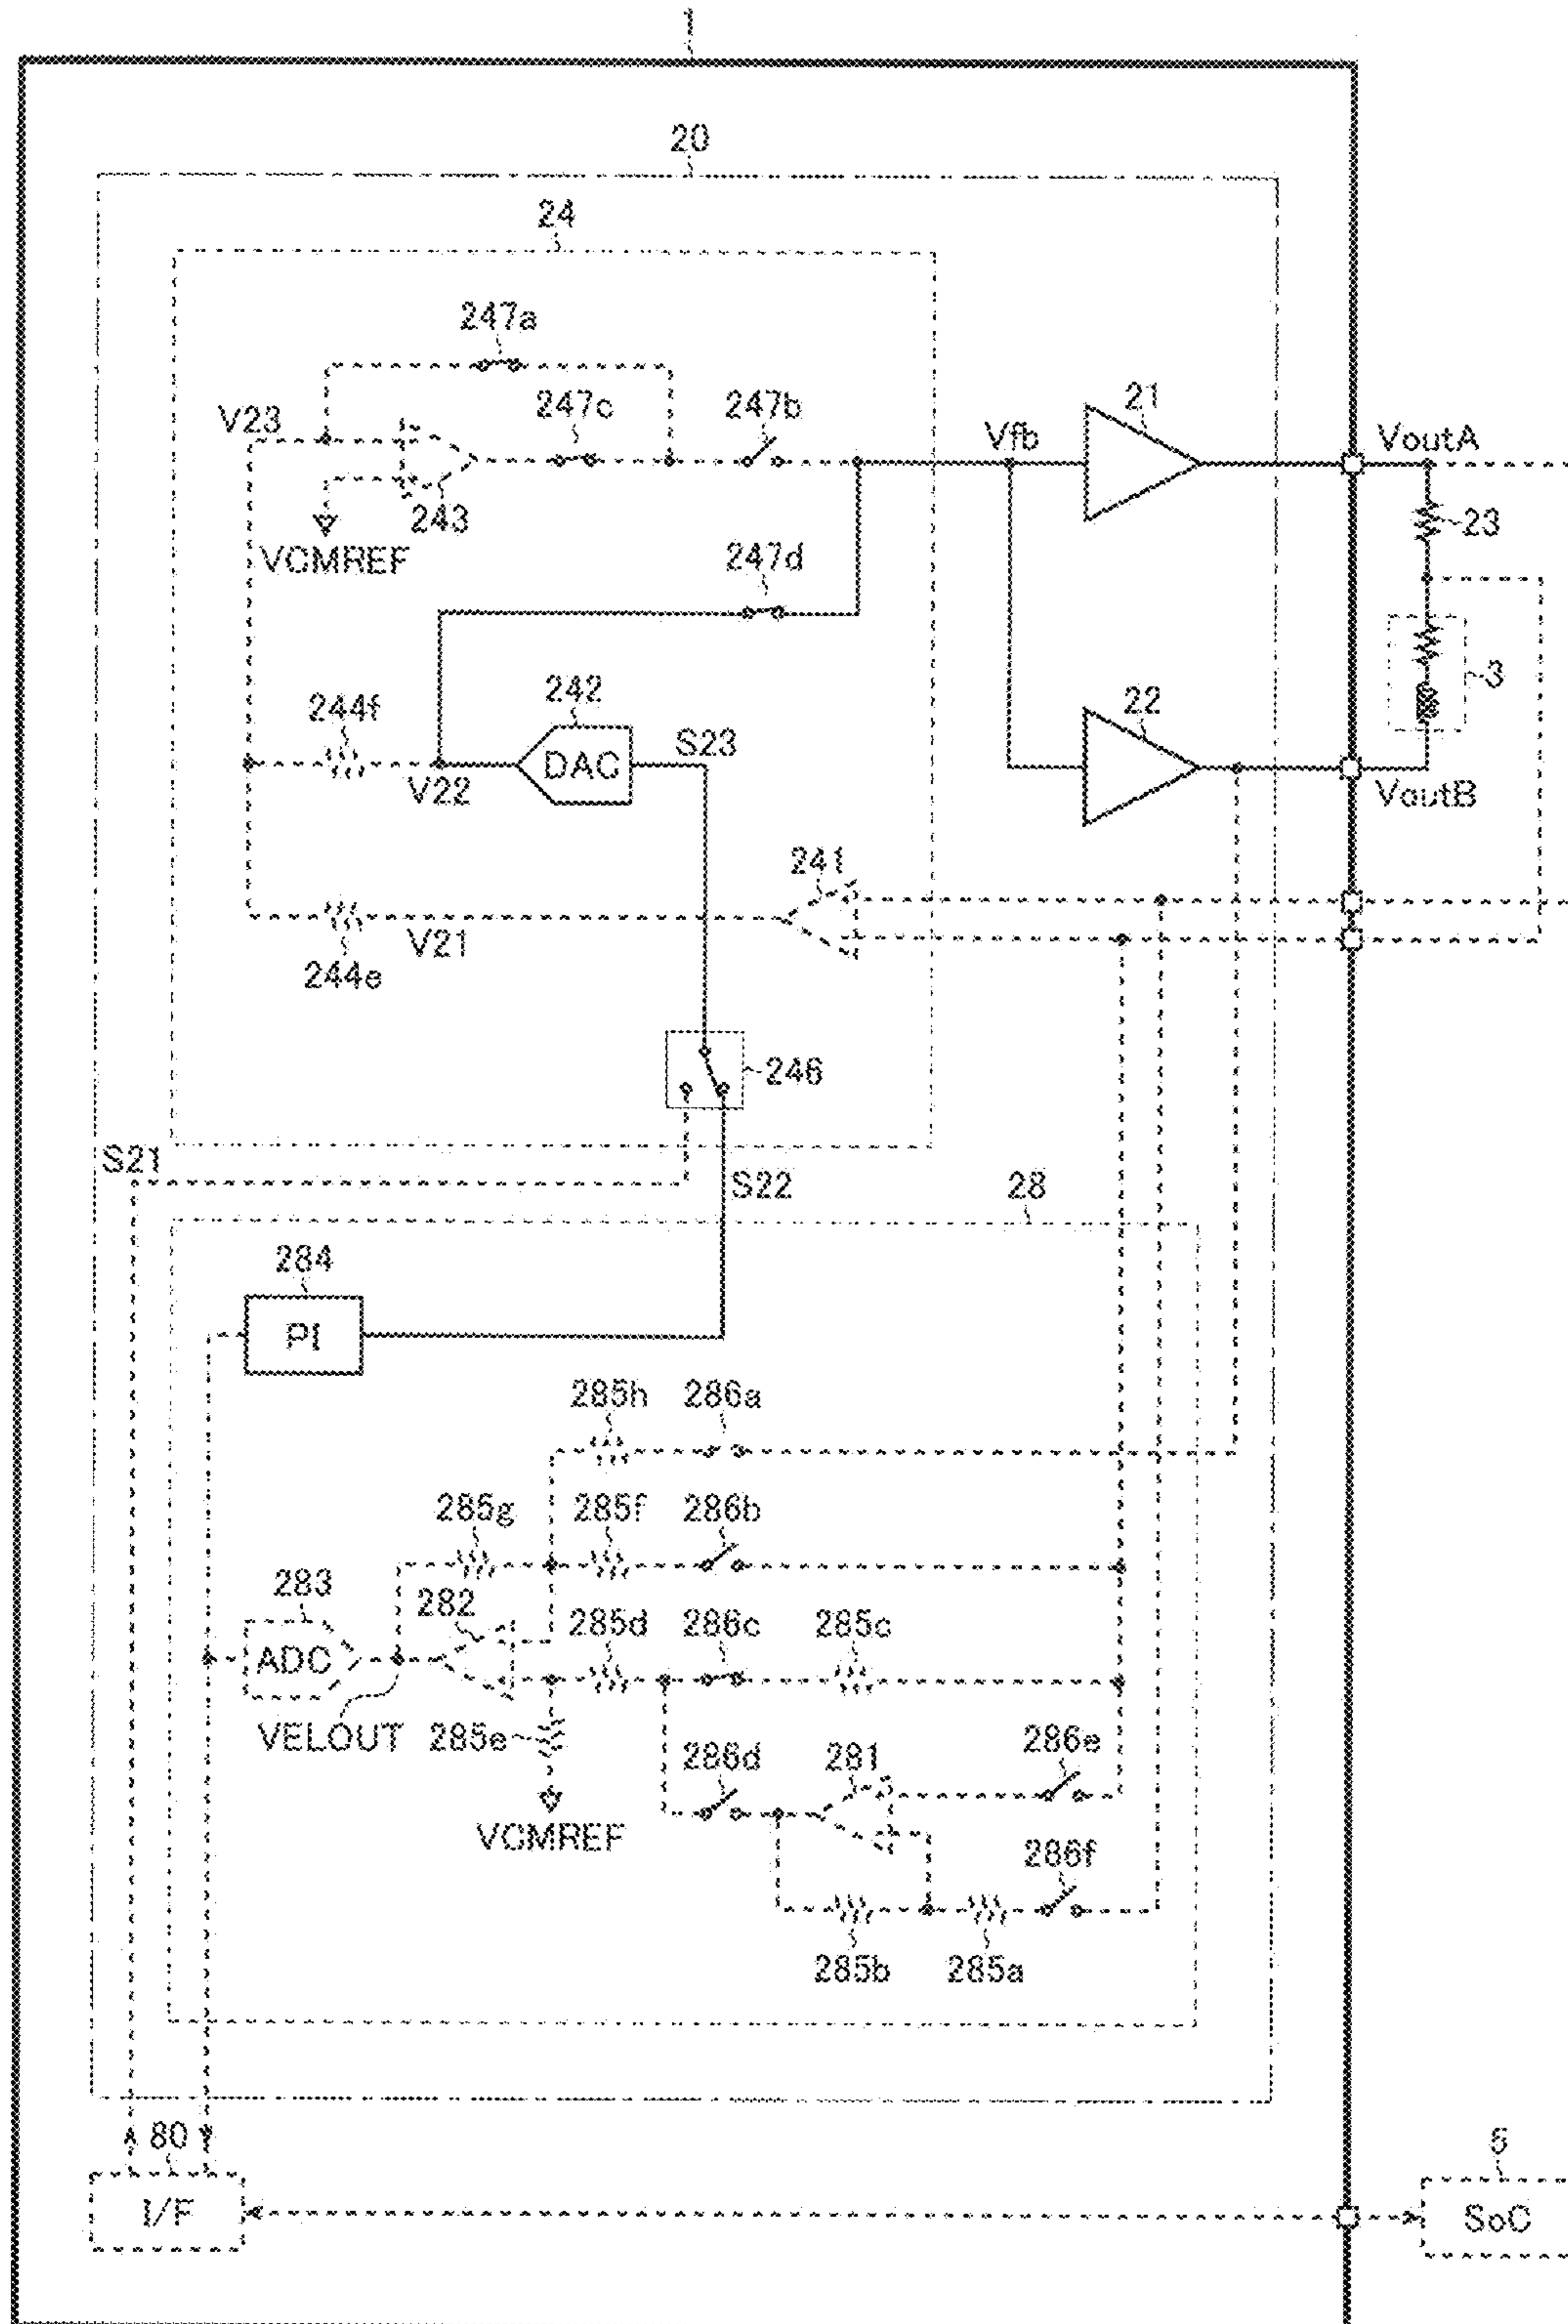 1
20
24
247a
V23
247c
247b
Vfb
21
VoutA
243
23
VCMREF
247d
244f
242
DAC
S23
V22
22
3
VoutB
241
V21
244e
246
S21
S22
28
284
PI
285h
286a
285g
285f
286b
283
282
285d
286c
285c
ADC
VELOUT
285e
286d
281
286e
VCMREF
286f
285b
285a
80
I/F
SoC